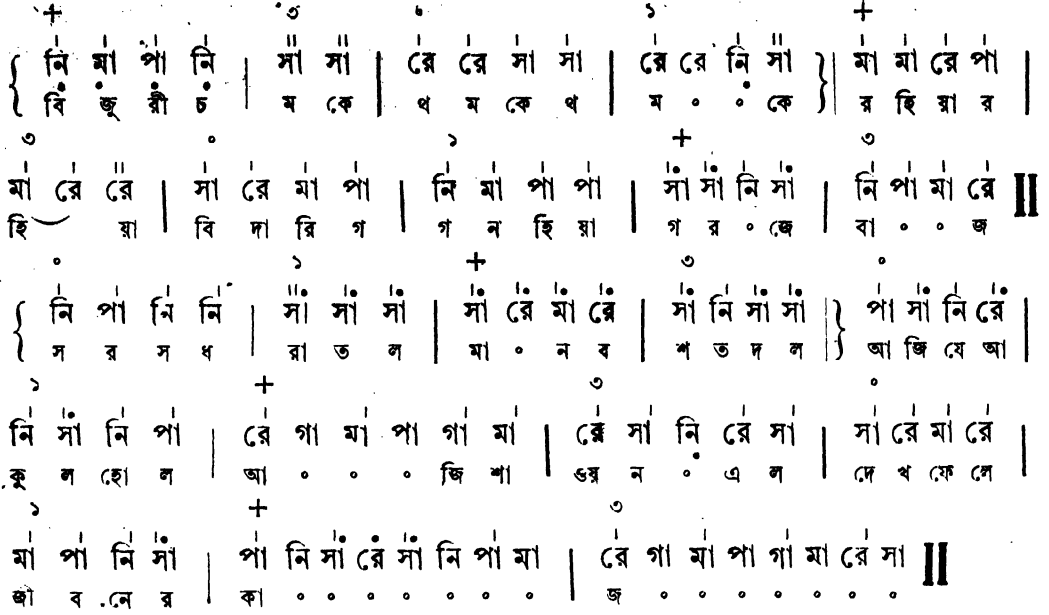 + ৩ ০ ১ +
{ নি মা পা নি | সা সা | রে রে সা সা | রে রে নি সা } | মা মা রে পা |
বি জু রী চ ম কে থ ম কে থ ম ০ ০ কে র হি য়া র
৩ ০ ১ + ৩
মা রে রে | সা রে মা পা | নি মা পা পা | সা সা নি সা | নি পা মা রে ||
হি য়া বি দা রি গ গ ন হি য়া গ র ০ জে বা ০ ০ জ
০ ১ + ৩ ০
{ নি পা নি নি | সা সা সা | সা রে মা রে | সা নি সা সা | } পা সা নি রে |
স র স ধ রা ত ল মা ০ ন ব শ ত দ ল আ জি যে আ
১ + ৩ ০
নি সা নি পা | রে গা মা পা গা মা | রে সা নি রে সা | সা রে মা রে |
কু ল হো ল আ ০ ০ ০ জি শা ওয় ন ০ এ ল দে খ ফে লে
১ + ৩
মা পা নি সা | পা নি সা রে সা নি পা মা | রে গা মা পা গা মা রে সা ||
জী ব নে র কা ০ ০ ০ ০ ০ ০ ০ জ ০ ০ ০ ০ ০ ০ ০